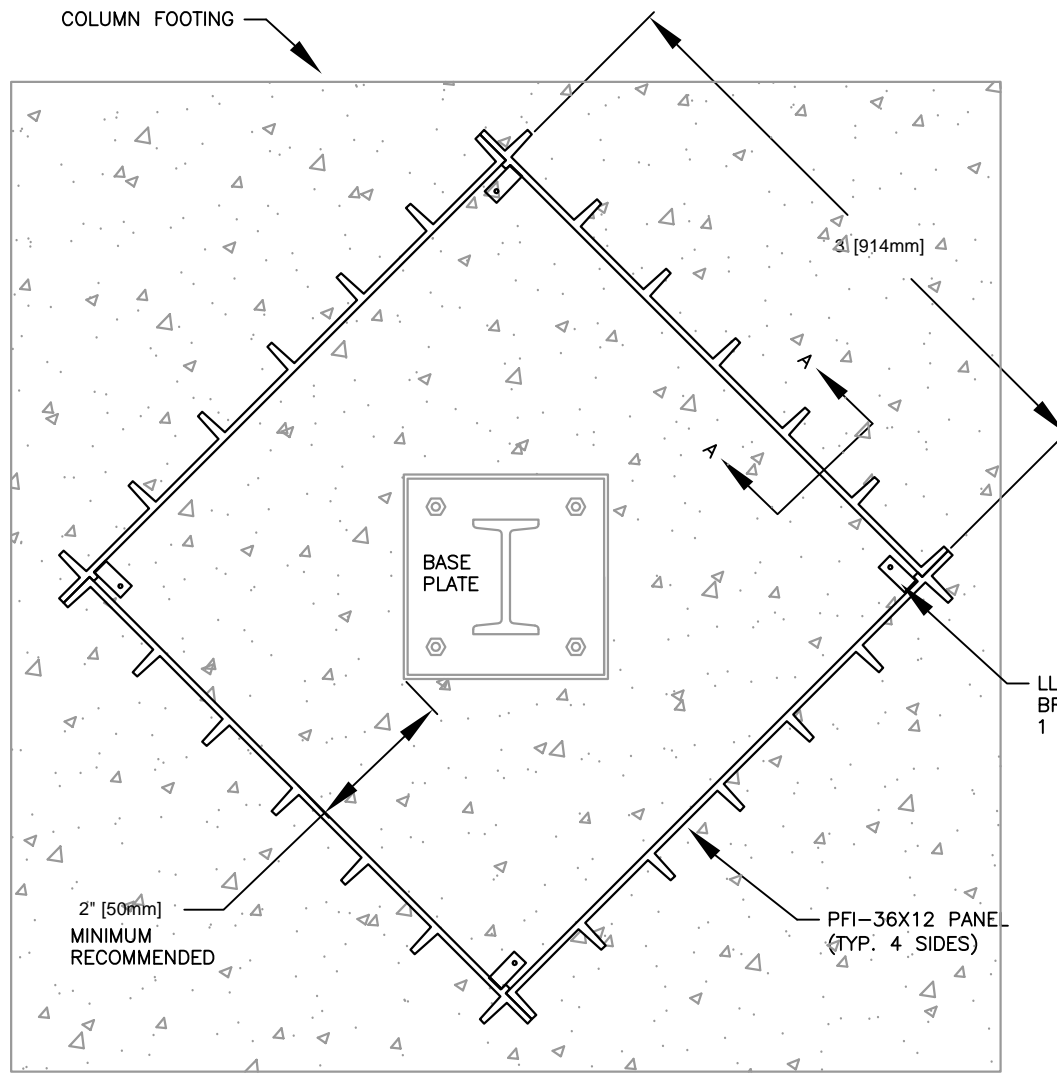 COLUMN FOOTING
3' [914mm]
A
A
BASE
PLATE
LL
BR
1
2" [50mm]
MINIMUM
RECOMMENDED
PFI-36X12 PANEL
(TYP. 4 SIDES)